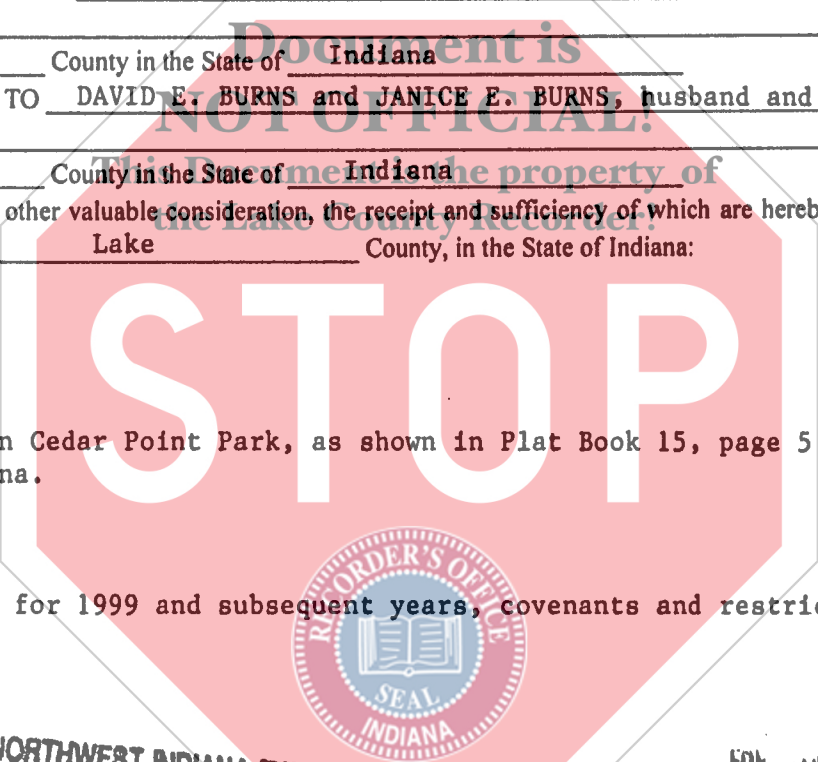 Document is
County in the State of Indiana
TO DAVID E. BURNS and JANICE E. BURNS, husband and
NOT OFFICIAL!
County in the State of Indiana
This Document is the property of
other valuable consideration, the receipt and sufficiency of which are hereb
the Lake County Recorder!
Lake County, in the State of Indiana:
STOP
n Cedar Point Park, as shown in Plat Book 15, page 5
na.
for 1999 and subsequent years, covenants and restric
RECORDER'S OFFICE
SEAL
INDIANA
NORTHWEST INDIANA